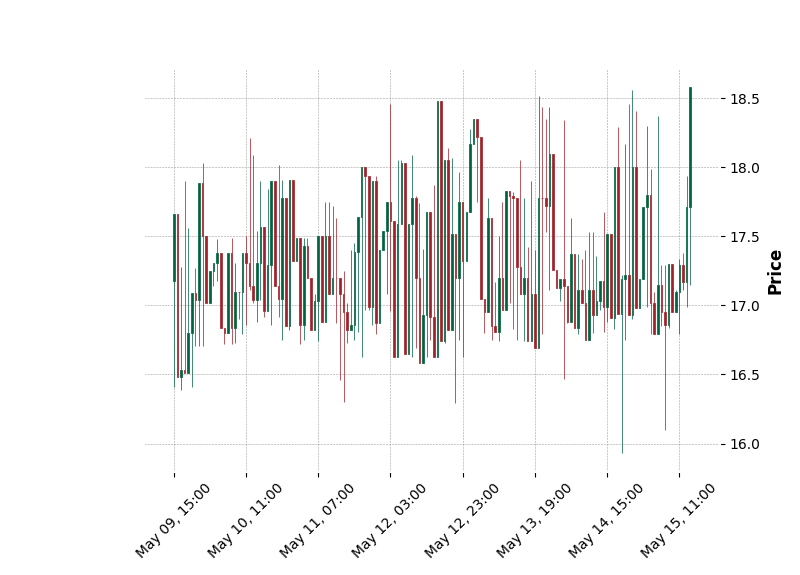 18.5
18.0
17.5
17.0
16.5
16.0
Price
May 09, 15:00
May 10, 11:00
May 11, 07:00
May 12, 03:00
May 12, 23:00
May 13, 19:00
May 14, 15:00
May 15, 11:00